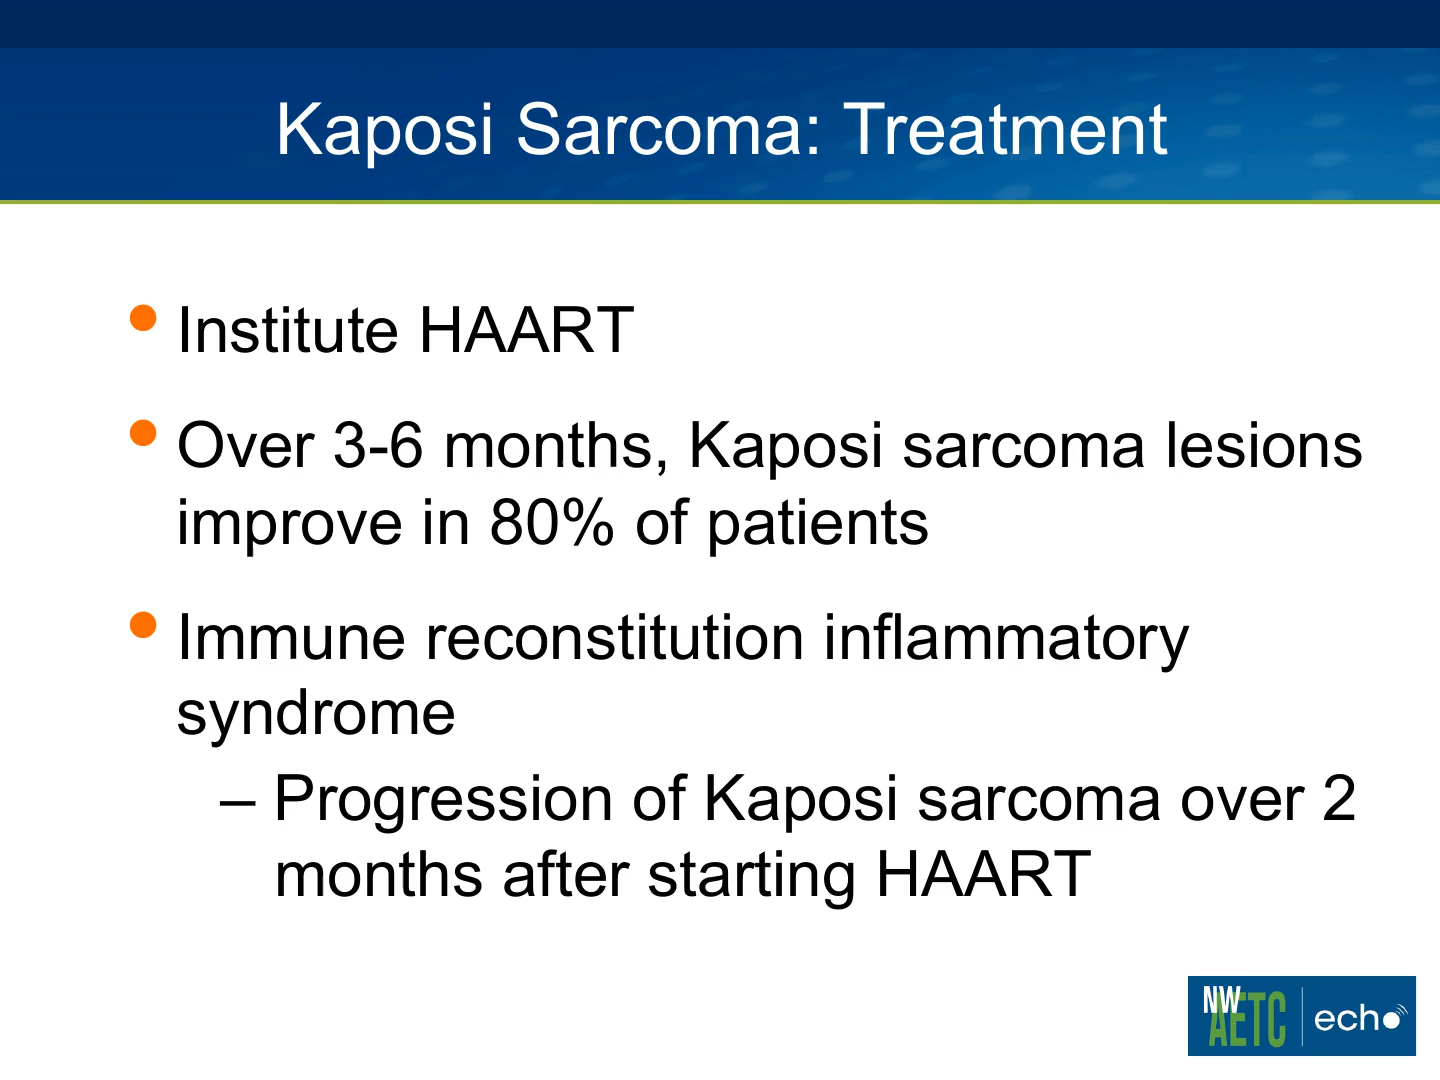 Kaposi Sarcoma: Treatment
• Institute HAART
• Over 3-6 months, Kaposi sarcoma lesions
improve in 80% of patients
• Immune reconstitution inflammatory
syndrome
– Progression of Kaposi sarcoma over 2
months after starting HAART
NW
AETC
echo